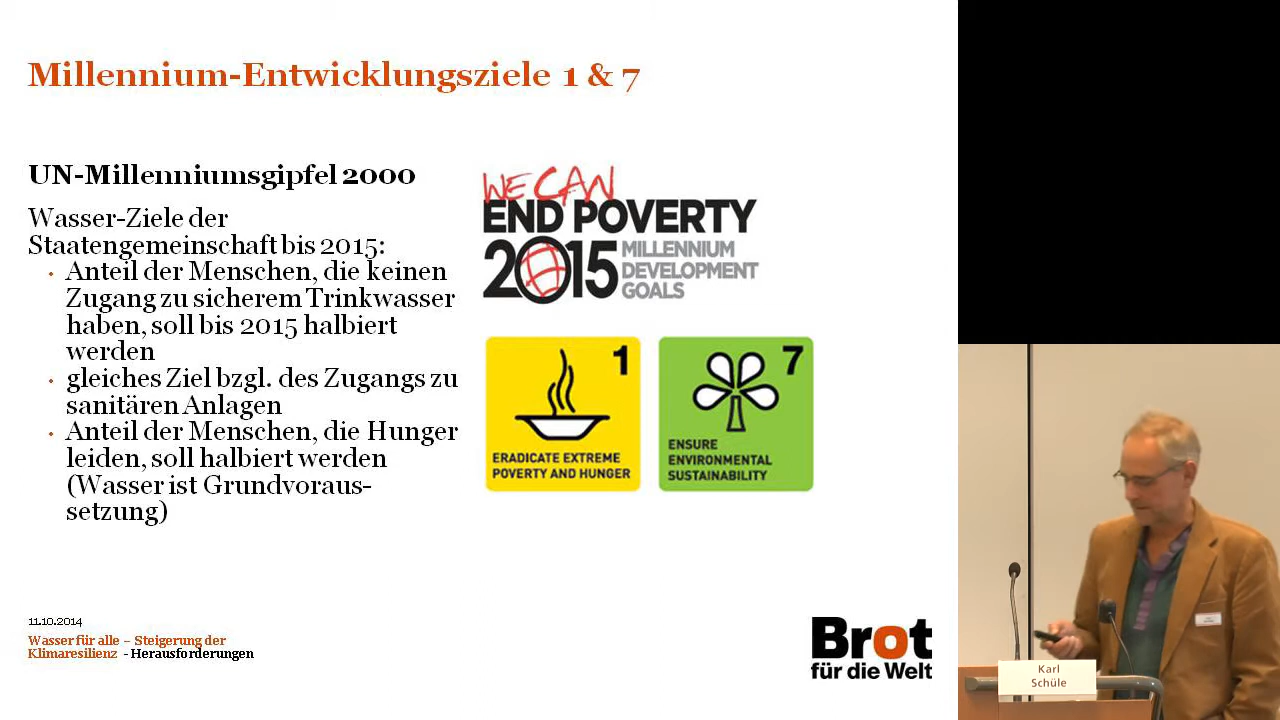 Millennium-Entwicklungsziele 1 & 7
UN-Millenniumsgipfel 2000
Wasser-Ziele der
Staatengemeinschaft bis 2015:
• Anteil der Menschen, die keinen
Zugang zu sicherem Trinkwasser
haben, soll bis 2015 halbiert
werden
• gleiches Ziel bzgl. des Zugangs zu
sanitären Anlagen
• Anteil der Menschen, die Hunger
leiden, soll halbiert werden
(Wasser ist Grundvoraus-
setzung)
WE CAN
END POVERTY
2015 MILLENNIUM
DEVELOPMENT
GOALS
1
ERADICATE EXTREME
POVERTY AND HUNGER
7
ENSURE
ENVIRONMENTAL
SUSTAINABILITY
11.10.2014
Wasser für alle – Steigerung der
Klimaresilienz - Herausforderungen
Brot
für die Welt
Karl
Schüle